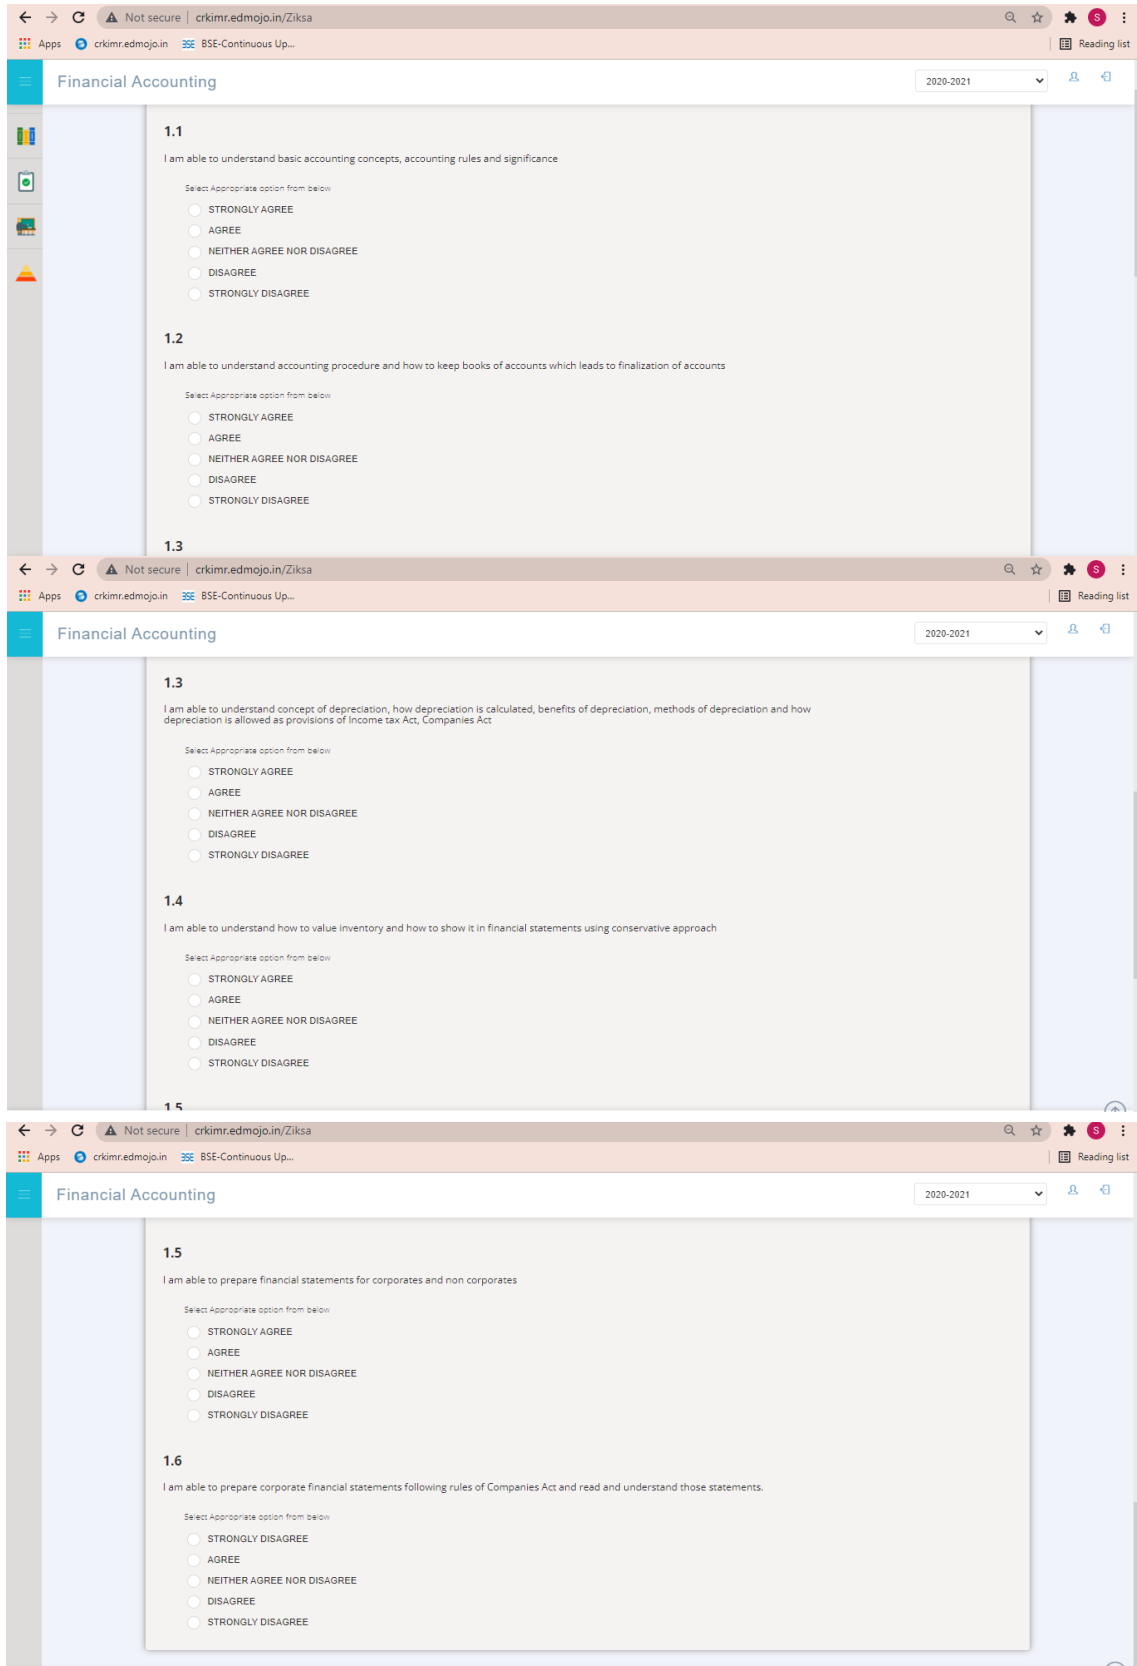 Not secure | crkimr.edmojo.in/Ziksa
Apps crkimr.edmojo.in BSE BSE-Continuous Up... Reading list
Financial Accounting 2020-2021
1.1
I am able to understand basic accounting concepts, accounting rules and significance
Select Appropriate option from below
STRONGLY AGREE
AGREE
NEITHER AGREE NOR DISAGREE
DISAGREE
STRONGLY DISAGREE
1.2
I am able to understand accounting procedure and how to keep books of accounts which leads to finalization of accounts
Select Appropriate option from below
STRONGLY AGREE
AGREE
NEITHER AGREE NOR DISAGREE
DISAGREE
STRONGLY DISAGREE
1.3
Not secure | crkimr.edmojo.in/Ziksa
Apps crkimr.edmojo.in BSE BSE-Continuous Up... Reading list
Financial Accounting 2020-2021
1.3
I am able to understand concept of depreciation, how depreciation is calculated, benefits of depreciation, methods of depreciation and how
depreciation is allowed as provisions of Income tax Act, Companies Act
Select Appropriate option from below
STRONGLY AGREE
AGREE
NEITHER AGREE NOR DISAGREE
DISAGREE
STRONGLY DISAGREE
1.4
I am able to understand how to value inventory and how to show it in financial statements using conservative approach
Select Appropriate option from below
STRONGLY AGREE
AGREE
NEITHER AGREE NOR DISAGREE
DISAGREE
STRONGLY DISAGREE
1.5
Not secure | crkimr.edmojo.in/Ziksa
Apps crkimr.edmojo.in BSE BSE-Continuous Up... Reading list
Financial Accounting 2020-2021
1.5
I am able to prepare financial statements for corporates and non corporates
Select Appropriate option from below
STRONGLY AGREE
AGREE
NEITHER AGREE NOR DISAGREE
DISAGREE
STRONGLY DISAGREE
1.6
I am able to prepare corporate financial statements following rules of Companies Act and read and understand those statements.
Select Appropriate option from below
STRONGLY DISAGREE
AGREE
NEITHER AGREE NOR DISAGREE
DISAGREE
STRONGLY DISAGREE